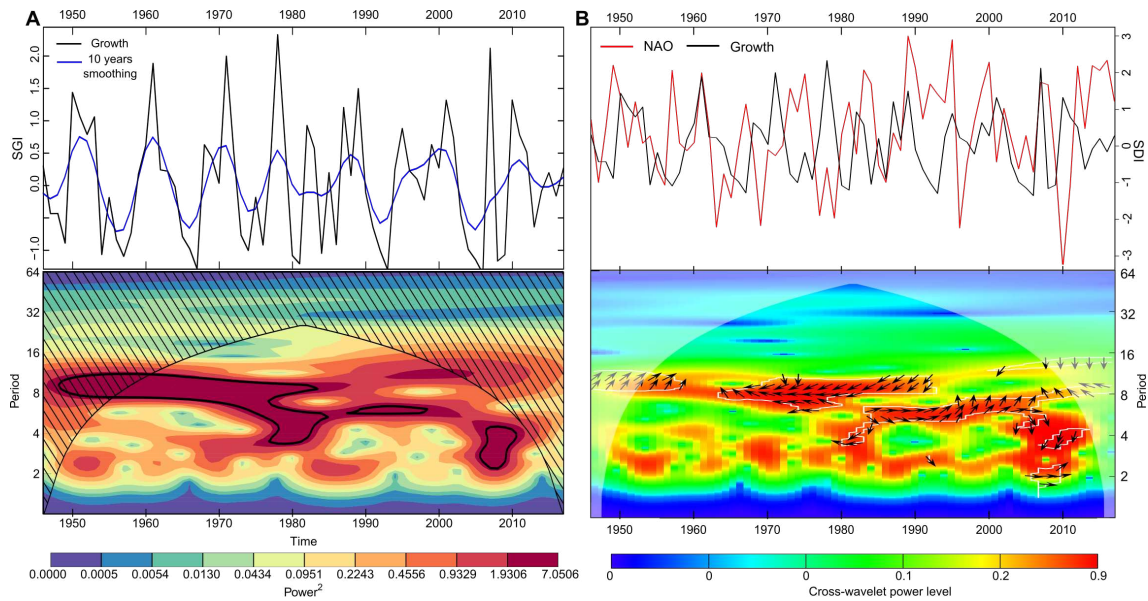 A
1950 1960 1970 1980 1990 2000 2010
Growth
10 years
smoothing
SGI
2.0
1.5
1.0
0.5
0.0
−1.0
64
32
16
8
4
2
Period
1950 1960 1970 1980 1990 2000 2010
Time
0.0000 0.0005 0.0054 0.0130 0.0434 0.0951 0.2243 0.4556 0.9329 1.9306 7.0506
Power²
B
1950 1960 1970 1980 1990 2000 2010
NAO Growth
3
2
1
0
-1
-2
-3
SDI
64
32
16
8
4
2
Period
1950 1960 1970 1980 1990 2000 2010
0 0 0.1 0.2 0.9
Cross-wavelet power level